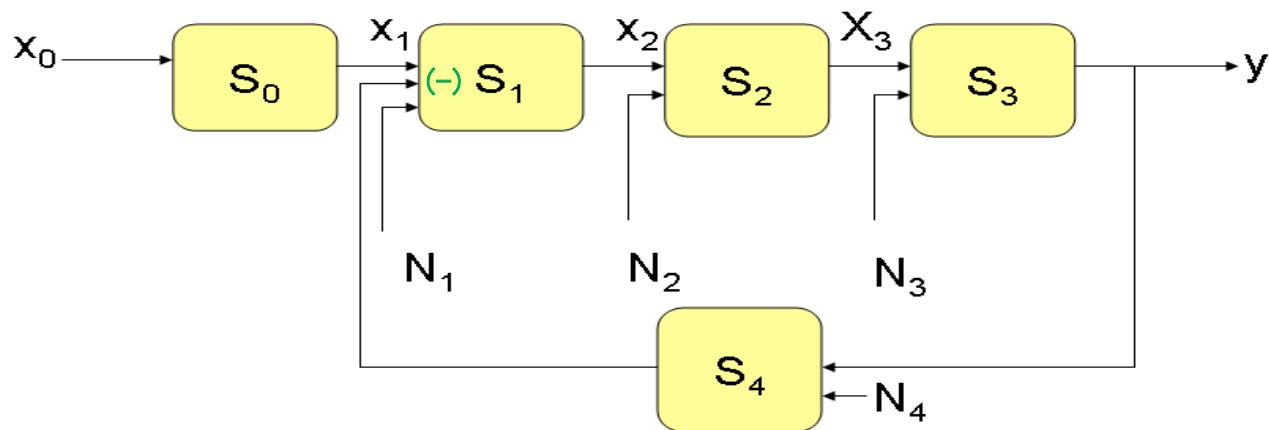 x₀ S₀ x₁ (−) S₁ x₂ S₂ X₃ S₃ y
N₁ N₂ N₃
S₄ N₄